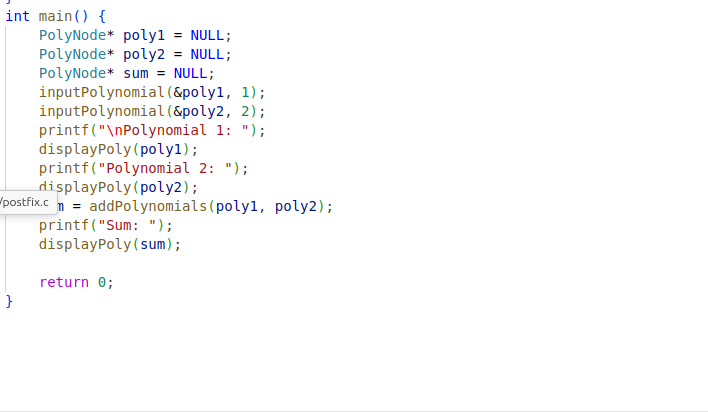 }
int main() {
    PolyNode* poly1 = NULL;
    PolyNode* poly2 = NULL;
    PolyNode* sum = NULL;
    inputPolynomial(&poly1, 1);
    inputPolynomial(&poly2, 2);
    printf("\nPolynomial 1: ");
    displayPoly(poly1);
    printf("Polynomial 2: ");
    displayPoly(poly2);
/postfix.c m = addPolynomials(poly1, poly2);
    printf("Sum: ");
    displayPoly(sum);
    return 0;
}